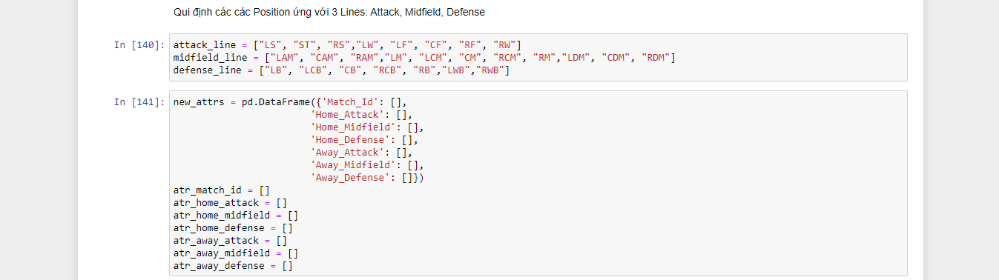 Qui định các các Position ứng với 3 Lines: Attack, Midfield, Defense
In [140]: attack_line = ["LS", "ST", "RS","LW", "LF", "CF", "RF", "RW"]
midfield_line = ["LAM", "CAM", "RAM","LM", "LCM", "CM", "RCM", "RM","LDM", "CDM", "RDM"]
defense_line = ["LB", "LCB", "CB", "RCB", "RB","LWB","RWB"]
In [141]: new_attrs = pd.DataFrame({'Match_Id': [],
'Home_Attack': [],
'Home_Midfield': [],
'Home_Defense': [],
'Away_Attack': [],
'Away_Midfield': [],
'Away_Defense': []})
atr_match_id = []
atr_home_attack = []
atr_home_midfield = []
atr_home_defense = []
atr_away_attack = []
atr_away_midfield = []
atr_away_defense = []